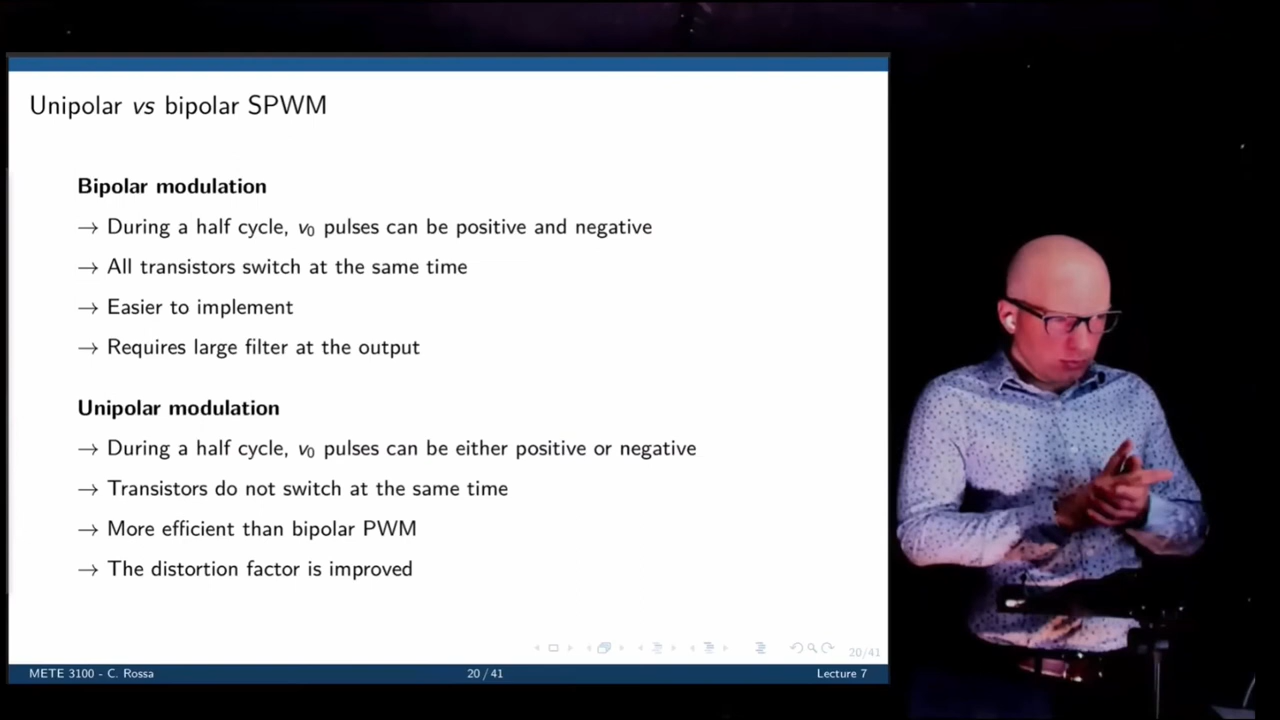 Unipolar vs bipolar SPWM
Bipolar modulation
→ During a half cycle, v₀ pulses can be positive and negative
→ All transistors switch at the same time
→ Easier to implement
→ Requires large filter at the output
Unipolar modulation
→ During a half cycle, v₀ pulses can be either positive or negative
→ Transistors do not switch at the same time
→ More efficient than bipolar PWM
→ The distortion factor is improved
20/41
METE 3100 - C. Rossa
20 / 41
Lecture 7